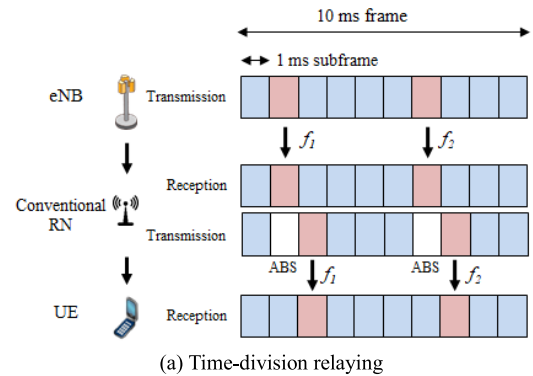 10 ms frame
1 ms subframe
eNB
Transmission
f1
f2
Reception
Conventional
RN
Transmission
ABS
f1
ABS
f2
UE
Reception
(a) Time-division relaying